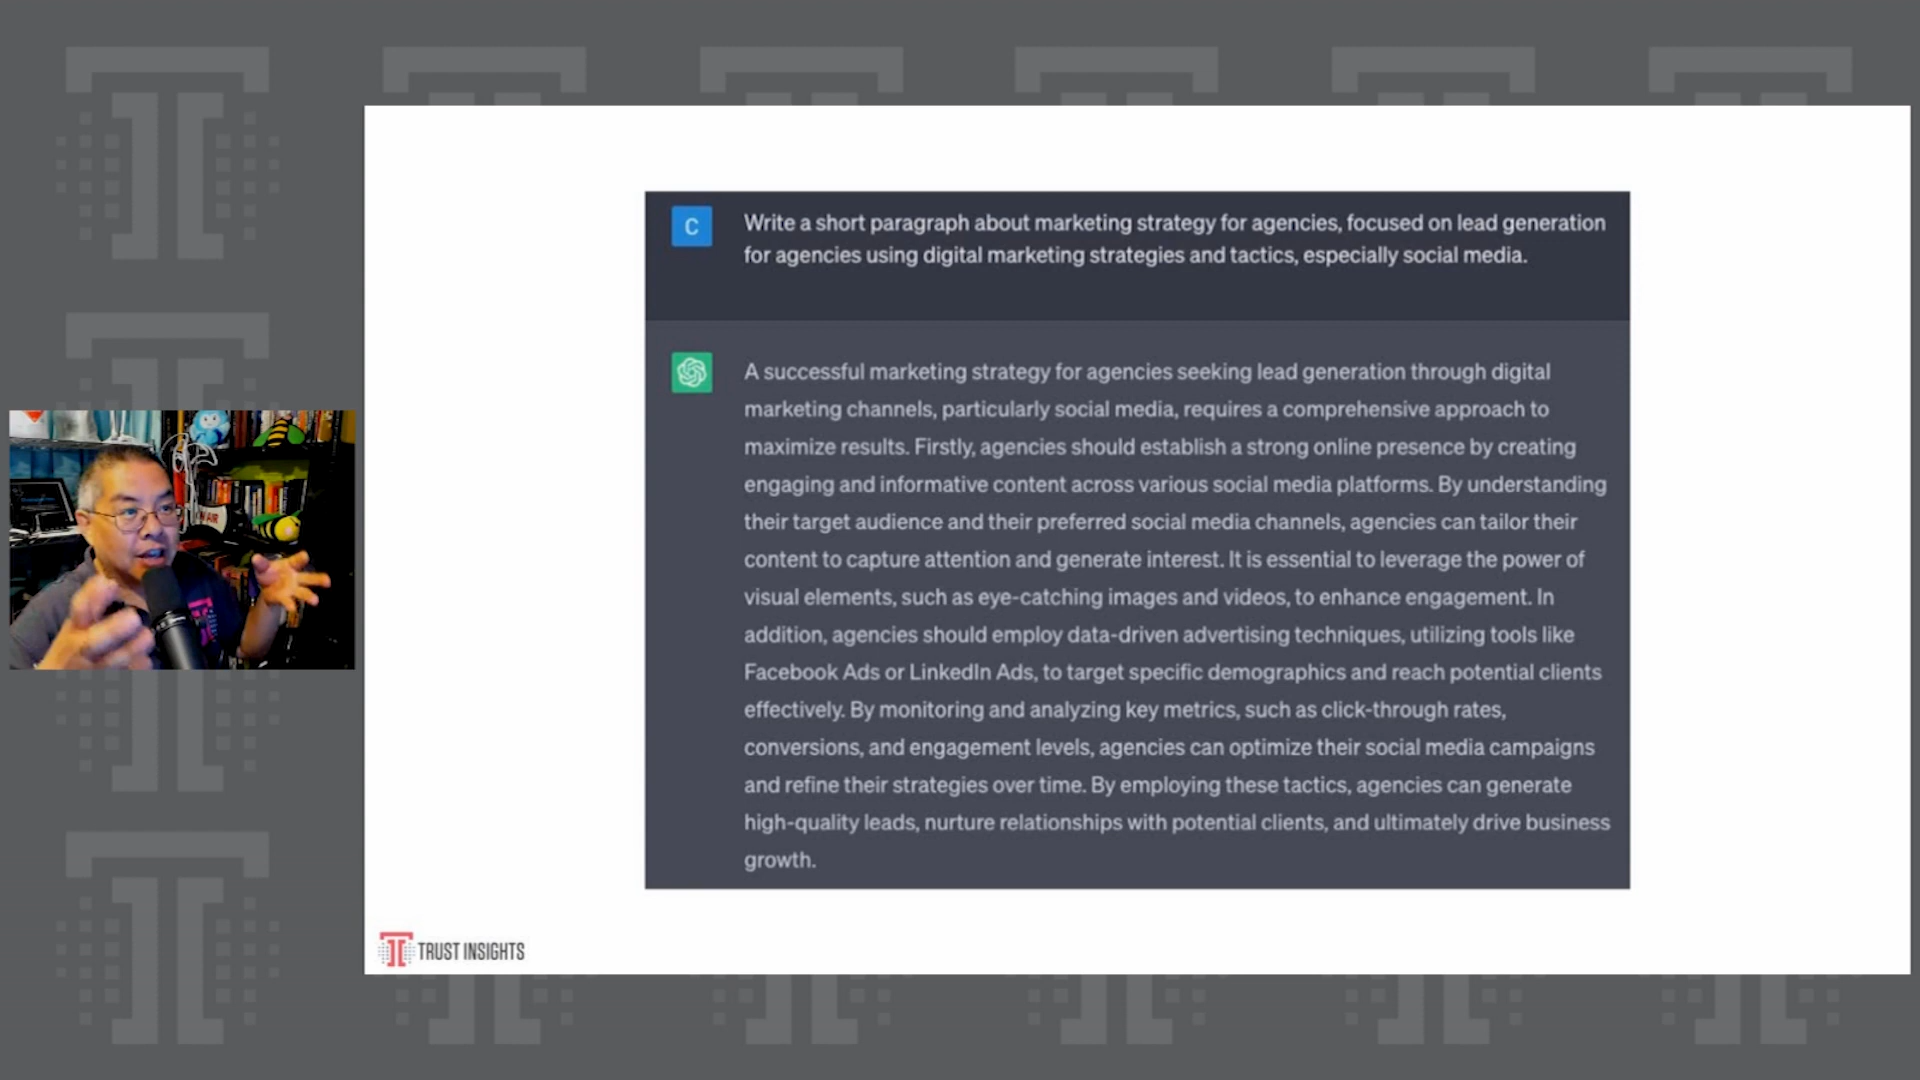 C
Write a short paragraph about marketing strategy for agencies, focused on lead generation
for agencies using digital marketing strategies and tactics, especially social media.
A successful marketing strategy for agencies seeking lead generation through digital
marketing channels, particularly social media, requires a comprehensive approach to
maximize results. Firstly, agencies should establish a strong online presence by creating
engaging and informative content across various social media platforms. By understanding
their target audience and their preferred social media channels, agencies can tailor their
content to capture attention and generate interest. It is essential to leverage the power of
visual elements, such as eye-catching images and videos, to enhance engagement. In
addition, agencies should employ data-driven advertising techniques, utilizing tools like
Facebook Ads or LinkedIn Ads, to target specific demographics and reach potential clients
effectively. By monitoring and analyzing key metrics, such as click-through rates,
conversions, and engagement levels, agencies can optimize their social media campaigns
and refine their strategies over time. By employing these tactics, agencies can generate
high-quality leads, nurture relationships with potential clients, and ultimately drive business
growth.
AIR
TRUST INSIGHTS